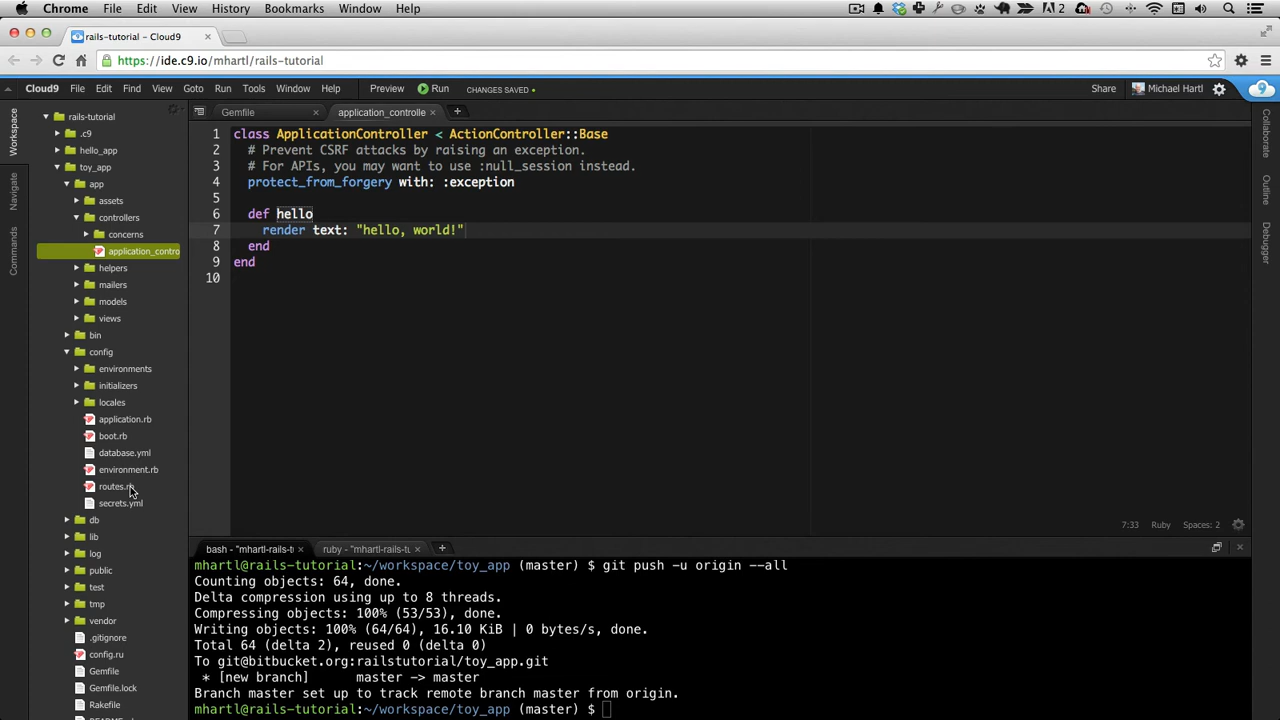 Chrome File Edit View History Bookmarks Window Help 2
rails-tutorial – Cloud9
https://ide.c9.io/mhartl/rails-tutorial
Cloud9 File Edit Find View Goto Run Tools Window Help Preview Run CHANGES SAVED Share Michael Hartl
Workspace
Navigate
Commands
rails-tutorial
.c9
hello_app
toy_app
app
assets
controllers
concerns
application_contro
helpers
mailers
models
views
bin
config
environments
initializers
locales
application.rb
boot.rb
database.yml
environment.rb
routes.rb
secrets.yml
db
lib
log
public
test
tmp
vendor
.gitignore
config.ru
Gemfile
Gemfile.lock
Rakefile
Gemfile application_controlle
1 class ApplicationController < ActionController::Base
2 # Prevent CSRF attacks by raising an exception.
3 # For APIs, you may want to use :null_session instead.
4 protect_from_forgery with: :exception
5
6 def hello
7 render text: "hello, world!"
8 end
9 end
10
7:33 Ruby Spaces: 2
bash - "mhartl-rails-t ruby - "mhartl-rails-tu
mhartl@rails-tutorial:~/workspace/toy_app (master) $ git push -u origin --all
Counting objects: 64, done.
Delta compression using up to 8 threads.
Compressing objects: 100% (53/53), done.
Writing objects: 100% (64/64), 16.10 KiB | 0 bytes/s, done.
Total 64 (delta 2), reused 0 (delta 0)
To git@bitbucket.org:railstutorial/toy_app.git
* [new branch] master -> master
Branch master set up to track remote branch master from origin.
mhartl@rails-tutorial:~/workspace/toy_app (master) $
Collaborate
Outline
Debugger